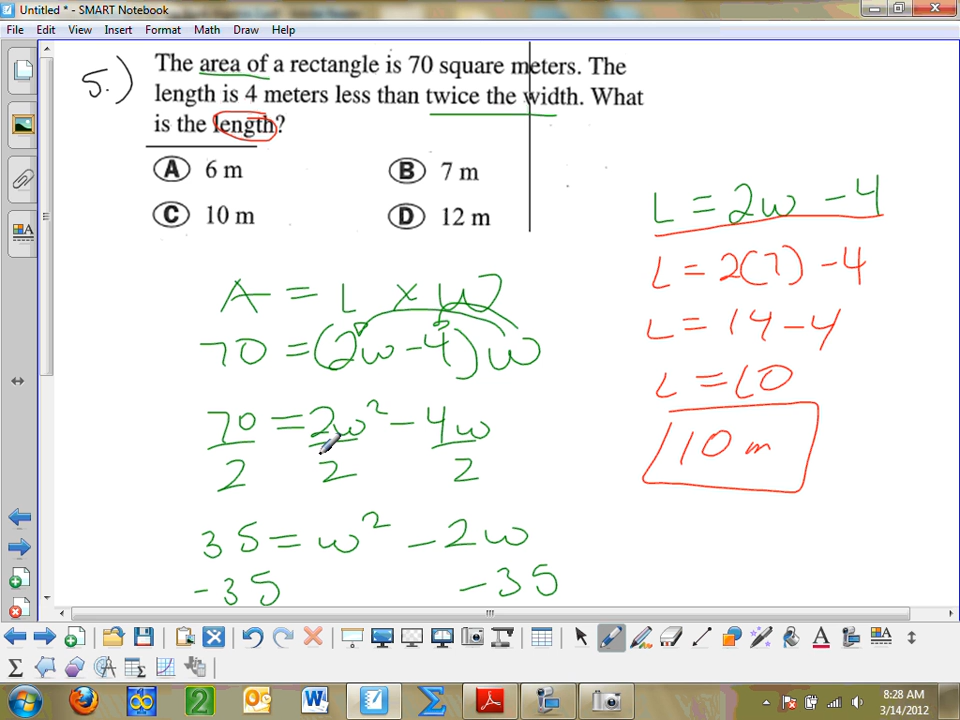 Untitled * - SMART Notebook
File Edit View Insert Format Math Draw Help
5.)
The area of a rectangle is 70 square meters. The
length is 4 meters less than twice the width. What
is the length?
A 6 m
B 7 m
C 10 m
D 12 m
L = 2w - 4
L = 2(7) - 4
L = 14 - 4
L = 10
10 m
A = L x W
70 = (2w - 4) w
70 = 2w² - 4w
2 2 2
35 = w² - 2w
-35 -35
8:28 AM
3/14/2012